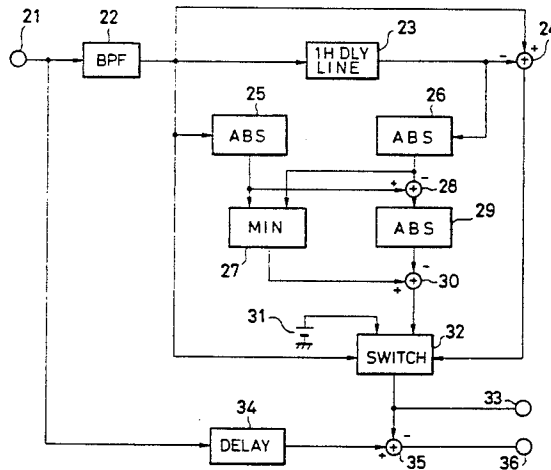 21
22
BPF
23
1H DLY
LINE
+
-
24
25
ABS
26
ABS
-
+
28
MIN
27
ABS
29
-
+
30
31
32
SWITCH
33
34
DELAY
-
+
35
36